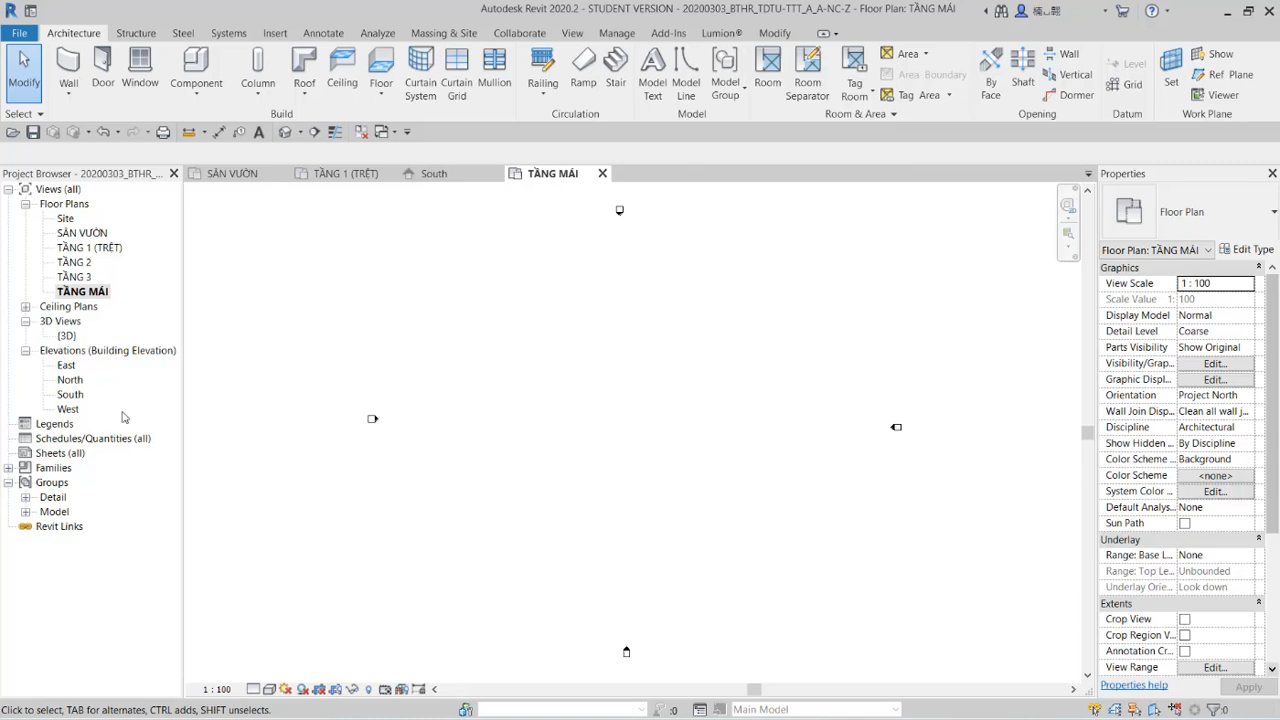 Autodesk Revit 2020.2 - STUDENT VERSION - 20200303_BTHR_TDTU-TTT_A_A-NC-Z - Floor Plan: TẦNG MÁI
File Architecture Structure Steel Systems Insert Annotate Analyze Massing & Site Collaborate View Manage Add-Ins Lumion® Modify
Modify Wall Door Window Component Column Roof Ceiling Floor Curtain System Curtain Grid Mullion Railing Ramp Stair Model Text Model Line Model Group Room Room Separator Tag Room Area Area Boundary Tag Area By Face Shaft Wall Vertical Dormer Level Grid Set Show Ref Plane Viewer
Select Build Circulation Model Room & Area Opening Datum Work Plane
Project Browser - 20200303_BTHR_...
SÂN VƯỜN TẦNG 1 (TRỆT) South TẦNG MÁI
Views (all)
Floor Plans
Site
SÂN VƯỜN
TẦNG 1 (TRỆT)
TẦNG 2
TẦNG 3
TẦNG MÁI
Ceiling Plans
3D Views
{3D}
Elevations (Building Elevation)
East
North
South
West
Legends
Schedules/Quantities (all)
Sheets (all)
Families
Groups
Detail
Model
Revit Links
Properties
Floor Plan
Floor Plan: TẦNG MÁI Edit Type
Graphics
View Scale 1 : 100
Scale Value 1: 100
Display Model Normal
Detail Level Coarse
Parts Visibility Show Original
Visibility/Grap... Edit...
Graphic Displ... Edit...
Orientation Project North
Wall Join Disp... Clean all wall j...
Discipline Architectural
Show Hidden ... By Discipline
Color Scheme ... Background
Color Scheme <none>
System Color ... Edit...
Default Analys... None
Sun Path
Underlay
Range: Base L... None
Range: Top Le... Unbounded
Underlay Orie... Look down
Extents
Crop View
Crop Region V...
Annotation Cr...
View Range Edit...
Properties help Apply
1 : 100
Click to select, TAB for alternates, CTRL adds, SHIFT unselects. :0 Main Model :0